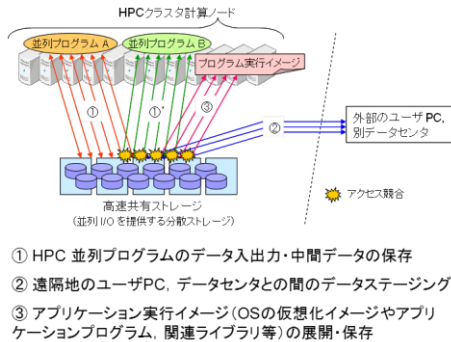 HPCクラスタ計算ノード
並列プログラム A
並列プログラム B
プログラム実行イメージ
①
①'
③
②
外部のユーザ PC,
別データセンタ
アクセス競合
高速共有ストレージ
(並列 I/O を提供する分散ストレージ)
① HPC 並列プログラムのデータ入出力・中間データの保存
② 遠隔地のユーザPC, データセンタとの間のデータステージング
③ アプリケーション実行イメージ(OSの仮想化イメージやアプリ
ケーションプログラム, 関連ライブラリ等)の展開・保存